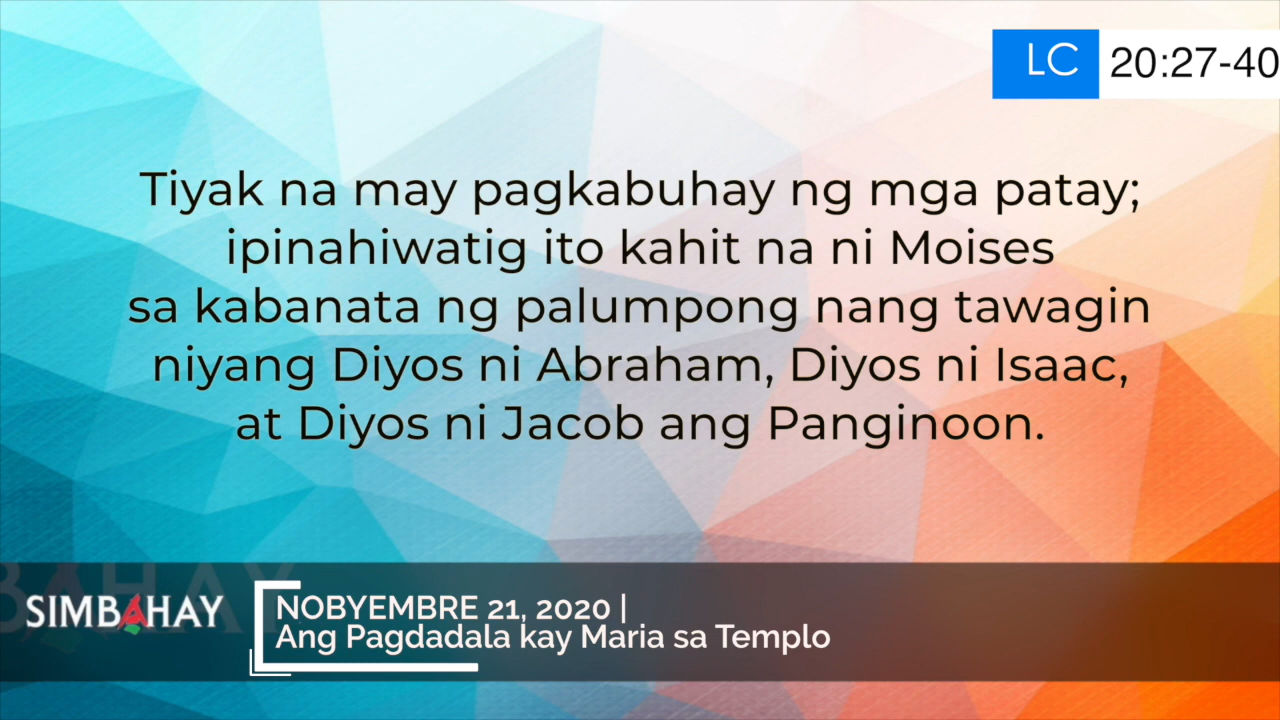 LC 20:27-40
Tiyak na may pagkabuhay ng mga patay;
ipinahiwatig ito kahit na ni Moises
sa kabanata ng palumpong nang tawagin
niyang Diyos ni Abraham, Diyos ni Isaac,
at Diyos ni Jacob ang Panginoon.
SIMBAHAY
NOBYEMBRE 21, 2020 |
Ang Pagdadala kay Maria sa Templo